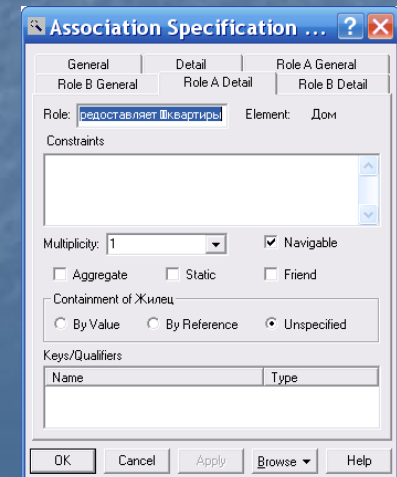 Association Specification ...
General Detail Role A General
Role B General Role A Detail Role B Detail
Role: редоставляет квартиры Element: Дом
Constraints
Multiplicity: 1 Navigable
Aggregate Static Friend
Containment of Жилец
By Value By Reference Unspecified
Keys/Qualifiers
Name Type
OK Cancel Apply Browse Help